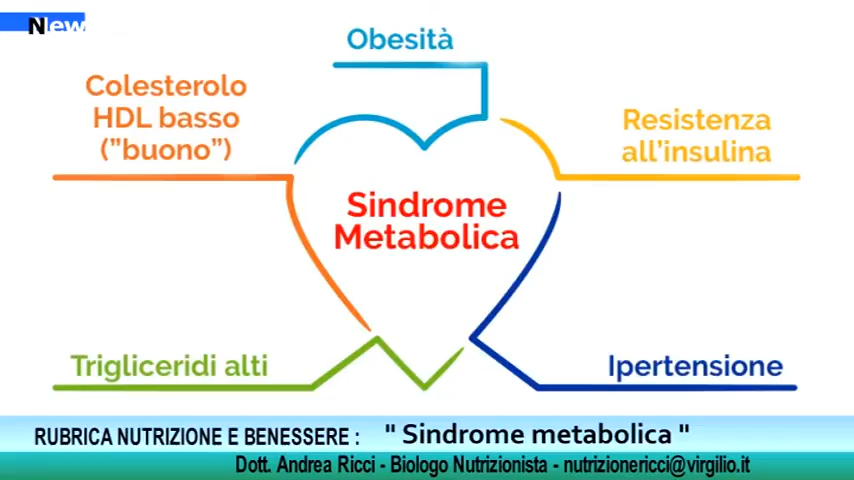 New
Obesità
Colesterolo
HDL basso
("buono")
Resistenza
all'insulina
Sindrome
Metabolica
Trigliceridi alti
Ipertensione
RUBRICA NUTRIZIONE E BENESSERE : " Sindrome metabolica "
Dott. Andrea Ricci - Biologo Nutrizionista - nutrizionericci@virgilio.it